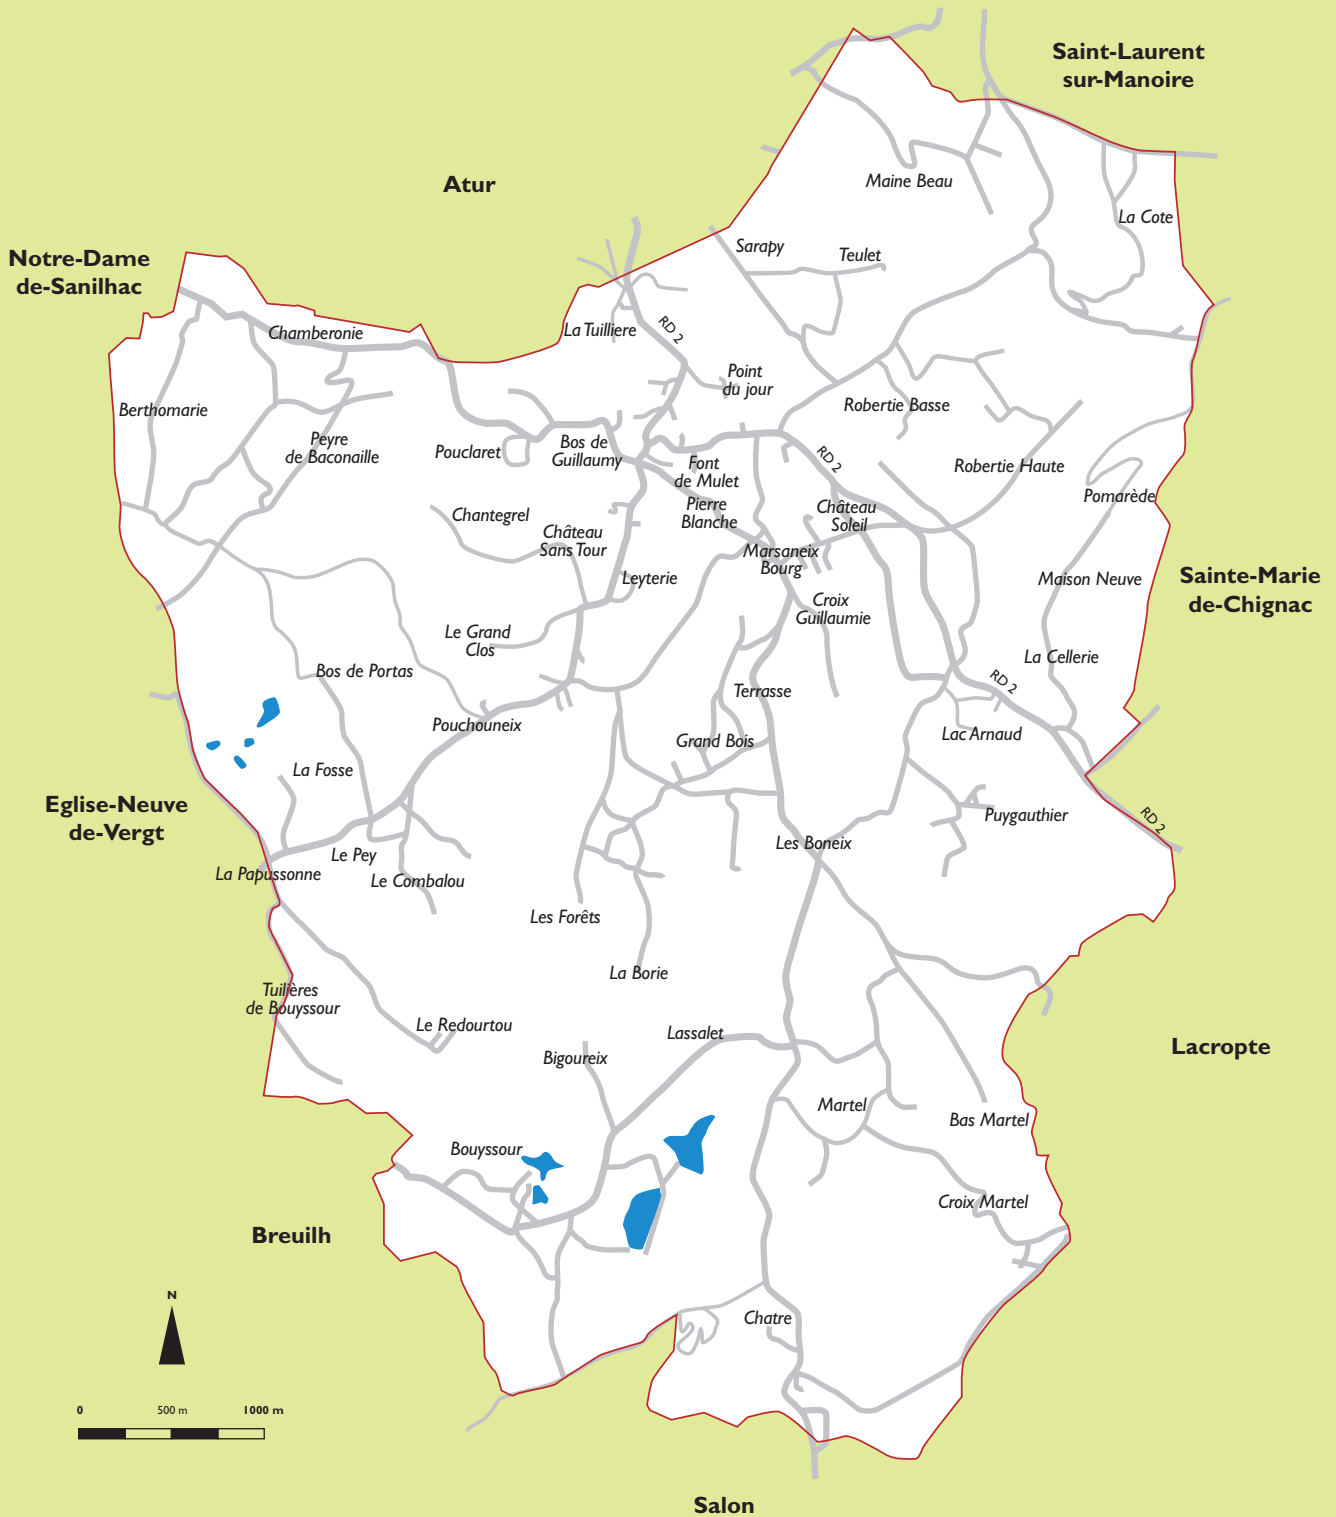 Saint-Laurent
sur-Manoire
Maine Beau
Atur
La Cote
Sarapy
Teulet
Notre-Dame
de-Sanilhac
La Tuilliere
RD 2
Chamberonie
Point
du jour
Berthomarie
Robertie Basse
Peyre
de Baconaille
Pouclaret
Bos de
Guillaumy
Font
de Mulet
RD 2
Robertie Haute
Pomarède
Pierre
Blanche
Château
Soleil
Chantegrel
Château
Sans Tour
Marsaneix
Bourg
Leyterie
Maison Neuve
Sainte-Marie
de-Chignac
Croix
Guillaumie
Le Grand
Clos
La Cellerie
Bos de Portas
RD 2
Terrasse
Pouchouneix
Grand Bois
Lac Arnaud
La Fosse
Eglise-Neuve
de-Vergt
Puygauthier
RD 2
Les Boneix
Le Pey
La Papussonne
Le Combalou
Les Forêts
La Borie
Tuilières
de Bouyssour
Le Redourtou
Lassalet
Bigoureix
Lacropte
Martel
Bas Martel
Bouyssour
Croix Martel
Breuilh
N
Chatre
0
500 m
1000 m
Salon